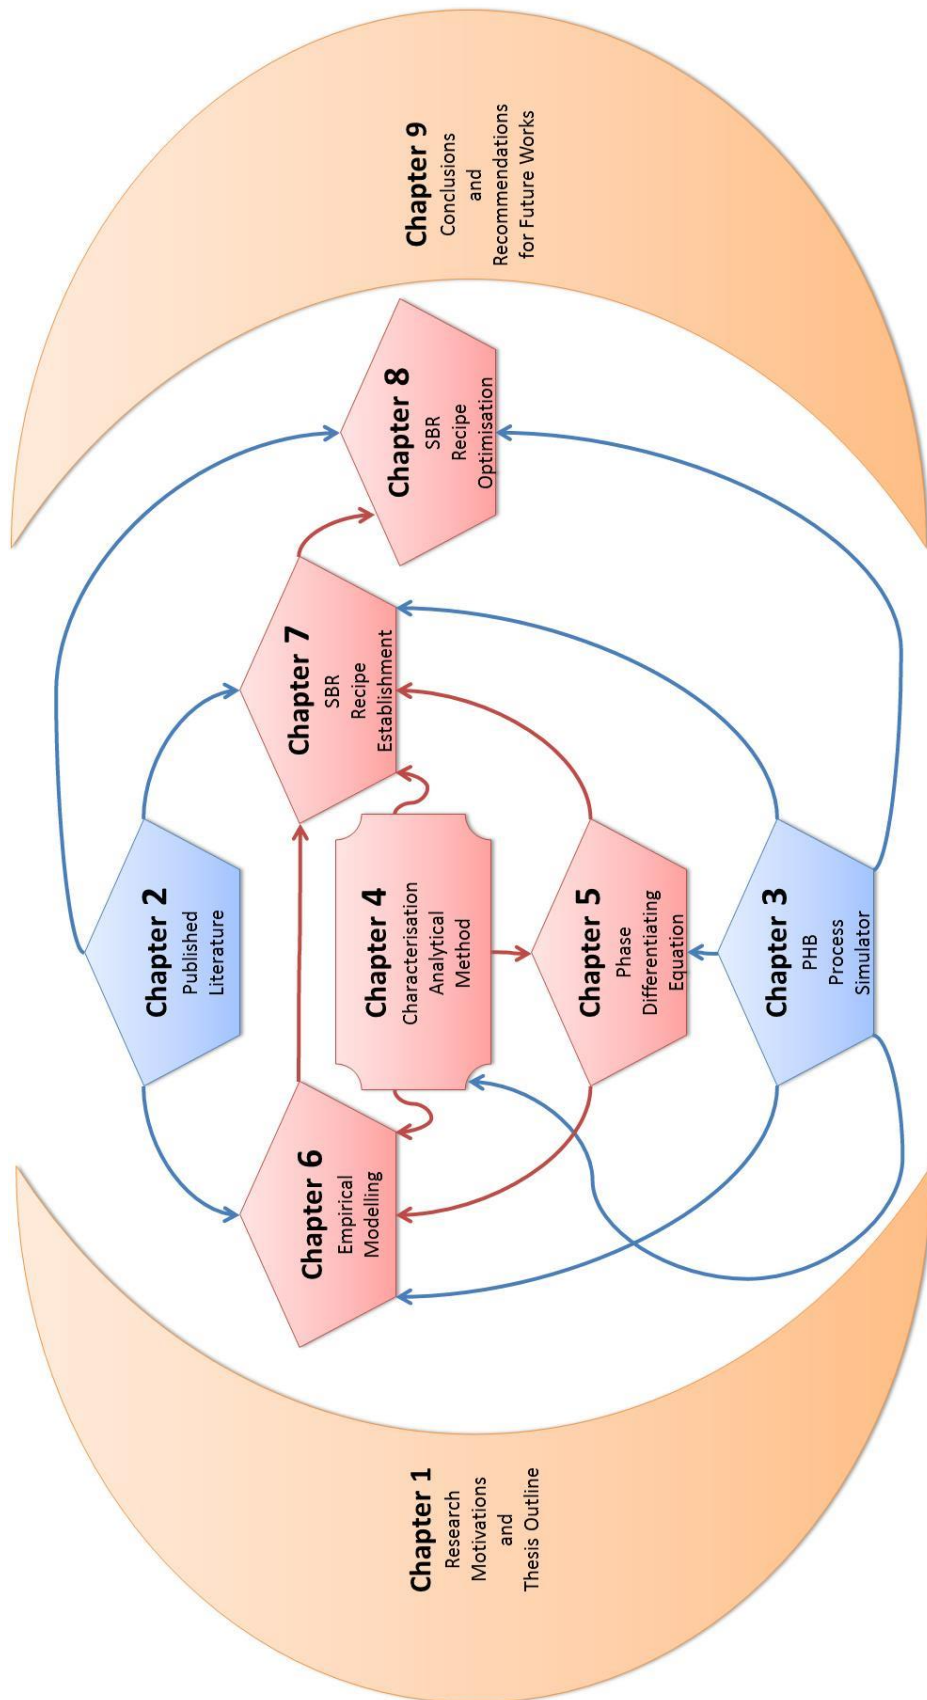 Chapter 1
Research
Motivations
and
Thesis Outline
Chapter 2
Published
Literature
Chapter 6
Empirical
Modelling
Chapter 4
Characterisation
Analytical
Method
Chapter 7
SBR
Recipe
Establishment
Chapter 5
Phase
Differentiating
Equation
Chapter 3
PHB
Process
Simulator
Chapter 8
SBR
Recipe
Optimisation
Chapter 9
Conclusions
and
Recommendations
for Future Works